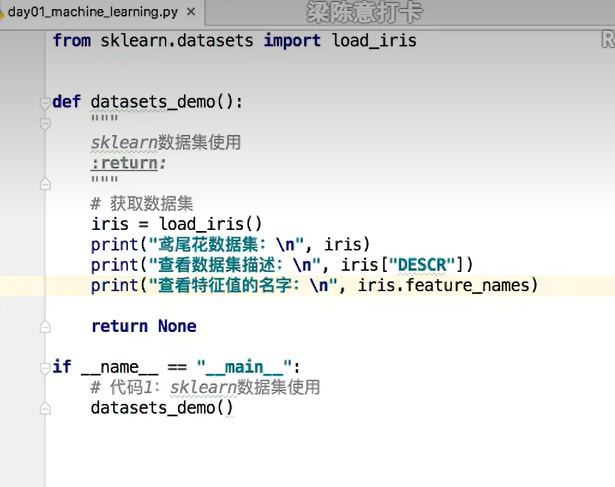 day01_machine_learning.py ×
梁陈意打卡
from sklearn.datasets import load_iris
R
def datasets_demo():
"""
sklearn数据集使用
:return:
"""
# 获取数据集
iris = load_iris()
print("鸢尾花数据集：\n", iris)
print("查看数据集描述：\n", iris["DESCR"])
print("查看特征值的名字：\n", iris.feature_names)
return None
if __name__ == "__main__":
# 代码1：sklearn数据集使用
datasets_demo()